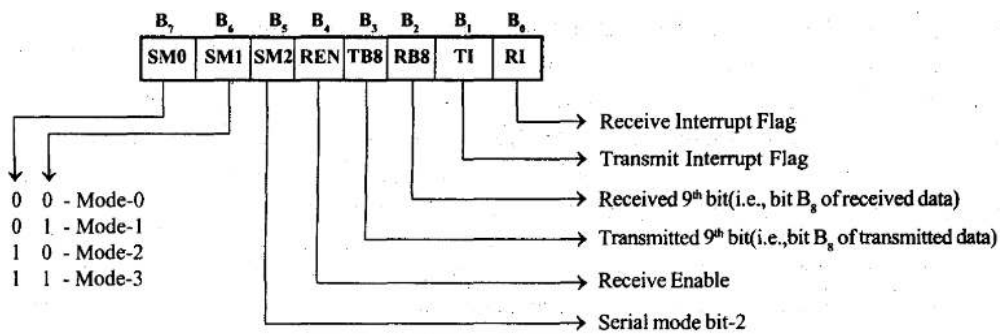 B₇ B₆ B₅ B₄ B₃ B₂ B₁ B₀
SM0 SM1 SM2 REN TB8 RB8 TI RI
Receive Interrupt Flag
Transmit Interrupt Flag
Received 9th bit(i.e., bit B₈ of received data)
Transmitted 9th bit(i.e.,bit B₈ of transmitted data)
Receive Enable
Serial mode bit-2
0 0 - Mode-0
0 1 - Mode-1
1 0 - Mode-2
1 1 - Mode-3